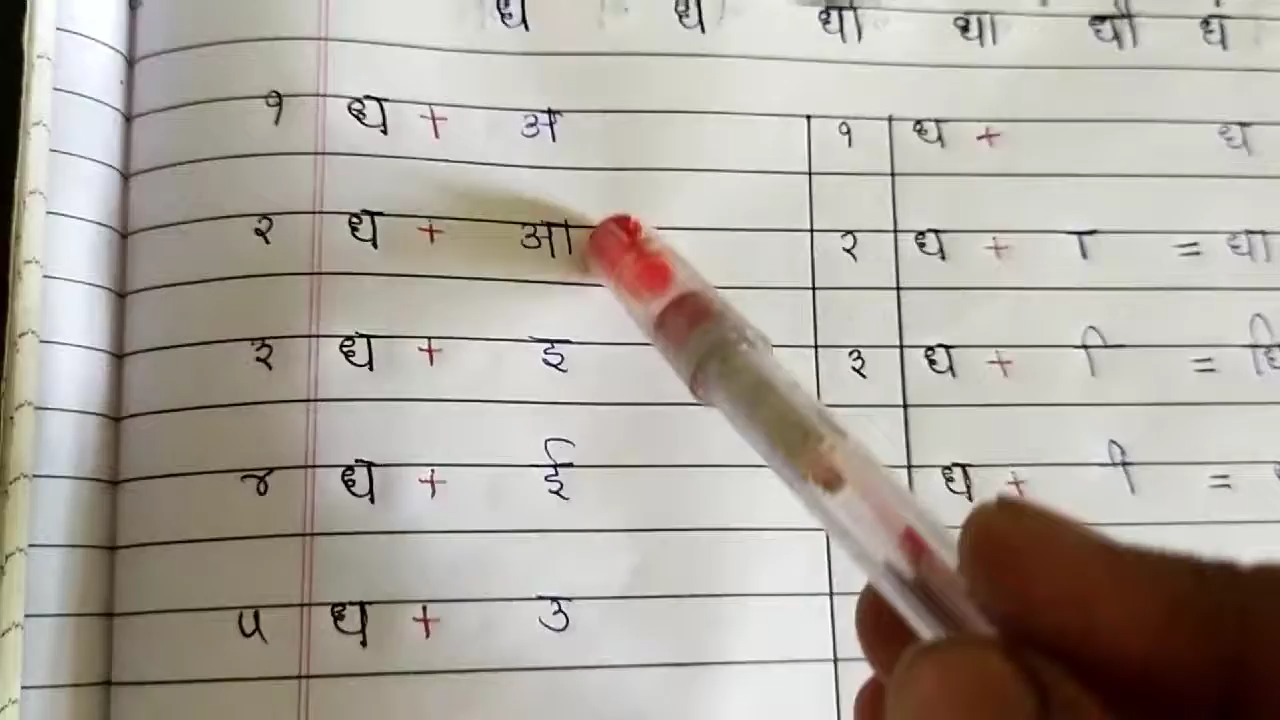 ध ध धो धा धौ धं
१ ध + अ १ ध + ध
२ ध + आ २ ध + ा = धा
३ ध + इ ३ ध + ि = धि
४ ध + ई ध + ी =
५ ध + उ